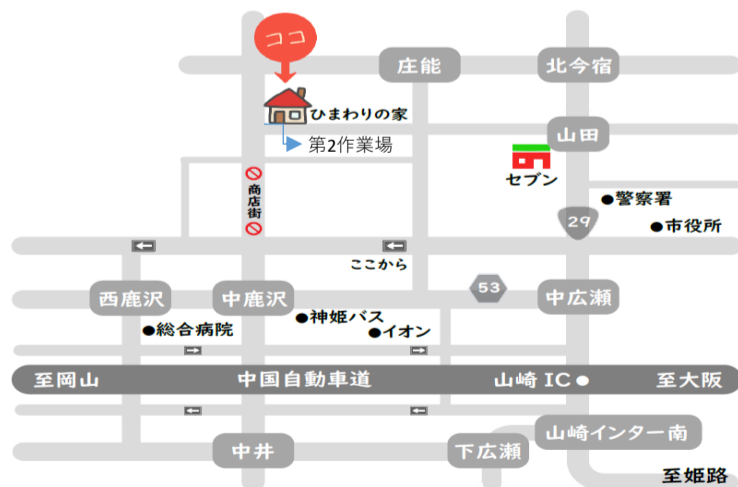 ココ
庄能
北今宿
ひまわりの家
山田
第2作業場
セブン
商店街
警察署
29
市役所
ここから
西鹿沢
中鹿沢
53
中広瀬
神姫バス
総合病院
イオン
至岡山
中国自動車道
山崎 IC
至大阪
山崎インター南
中井
下広瀬
至姫路